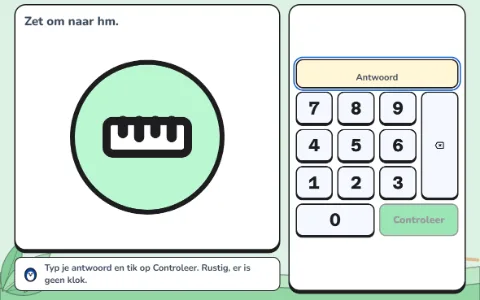 Zet om naar hm.
Antwoord
7 8 9
4 5 6
1 2 3
0 Controleer
Typ je antwoord en tik op Controleer. Rustig, er is
geen klok.